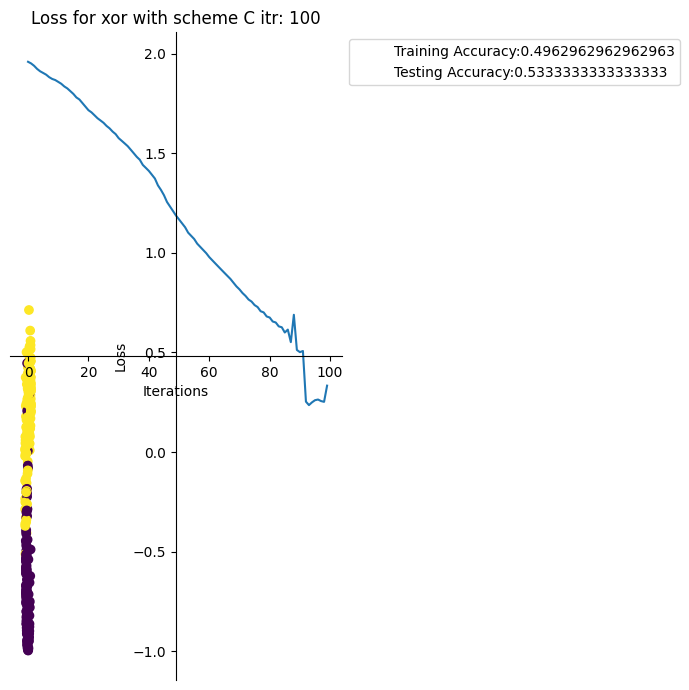 Loss for xor with scheme C itr: 100
Training Accuracy:0.4962962962962963
Testing Accuracy:0.5333333333333333
2.0
1.5
1.0
0.5
0.0
−0.5
−1.0
Loss
0 20 40 60 80 100
Iterations